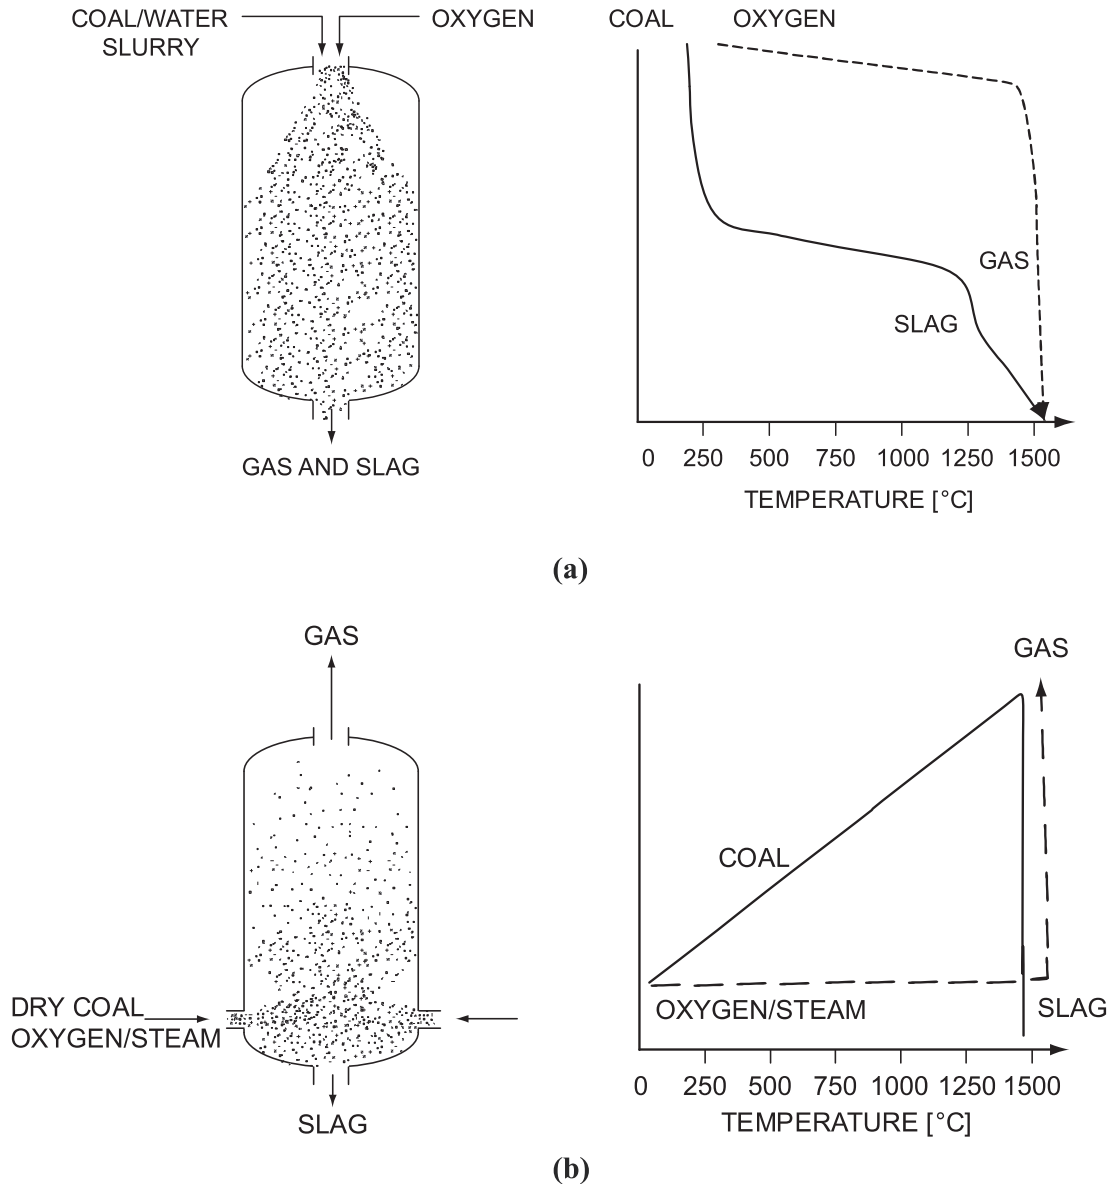 COAL/WATER
SLURRY
OXYGEN
GAS AND SLAG
COAL
OXYGEN
GAS
SLAG
0 250 500 750 1000 1250 1500
TEMPERATURE [°C]
(a)
GAS
DRY COAL
OXYGEN/STEAM
SLAG
GAS
COAL
OXYGEN/STEAM
SLAG
0 250 500 750 1000 1250 1500
TEMPERATURE [°C]
(b)